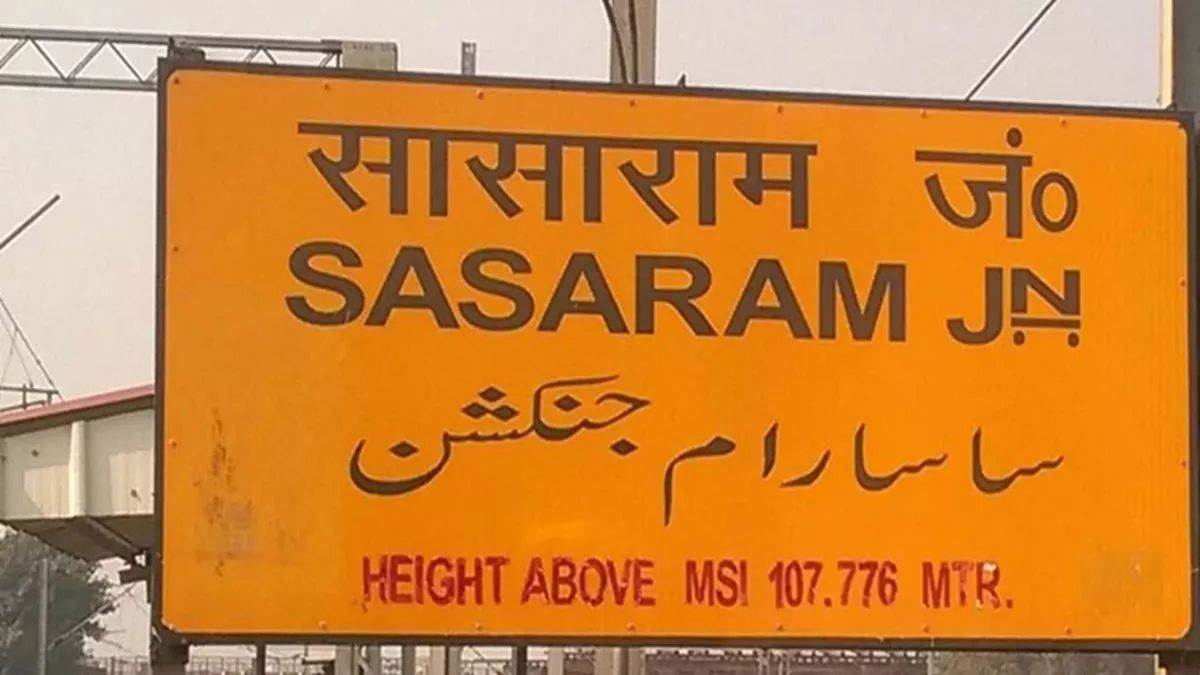 सासाराम जं०
SASARAM JN
ساسارام جنکشن
HEIGHT ABOVE MSl 107.776 MTR.